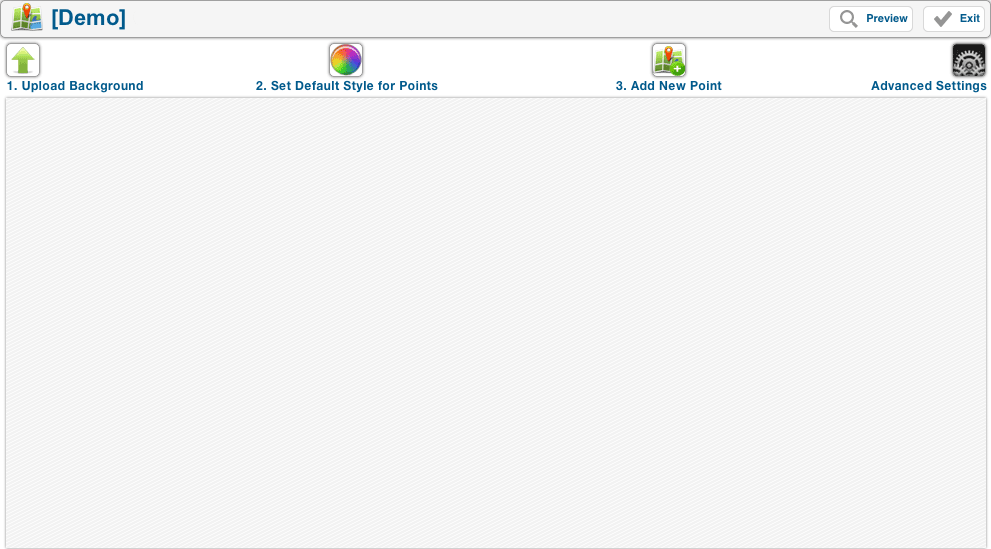 [Demo]
Preview
Exit
1. Upload Background
2. Set Default Style for Points
3. Add New Point
Advanced Settings